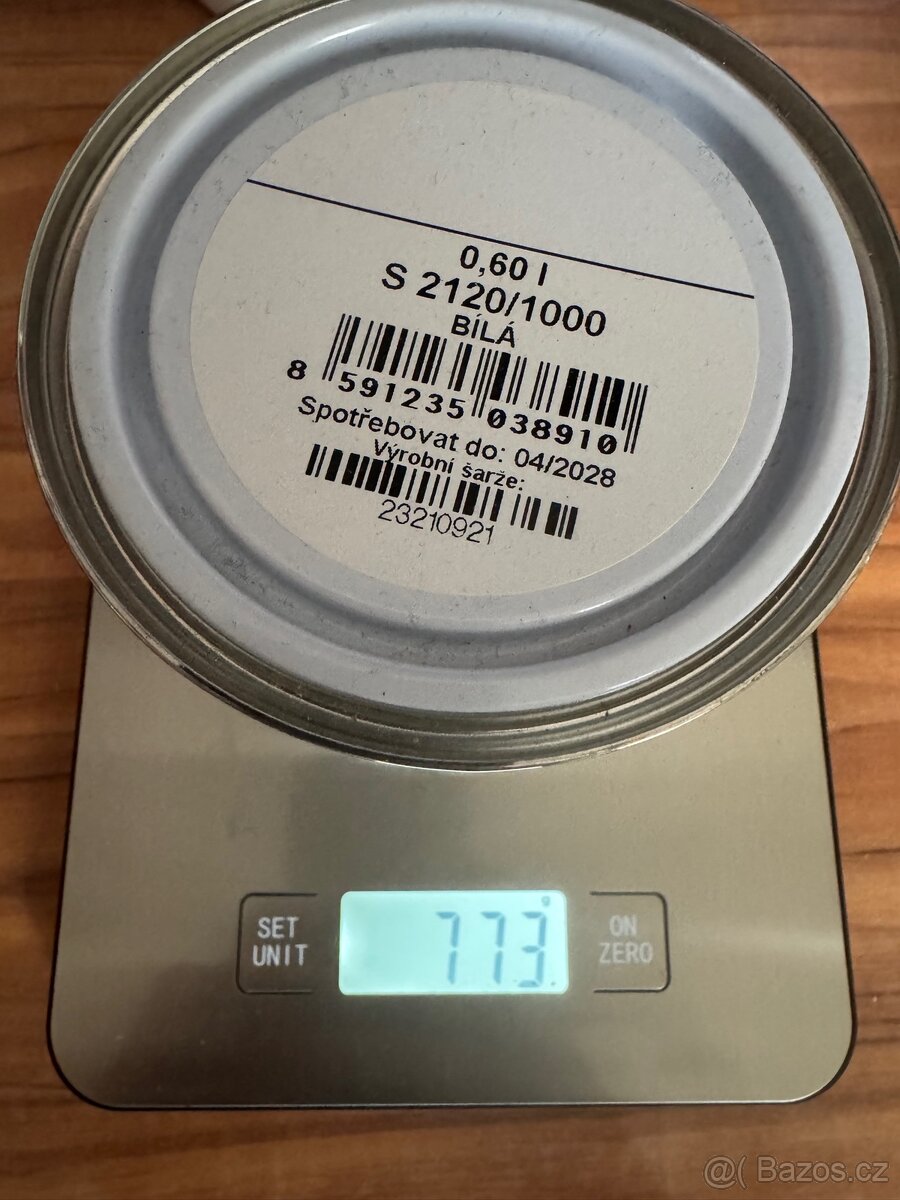 0,60 l
S 2120/1000
BÍLÁ
8 591235 038910
Spotřebovat do: 04/2028
Výrobní šarže:
23210921
SET
UNIT
g
773
ON
ZERO
@( Bazos.cz